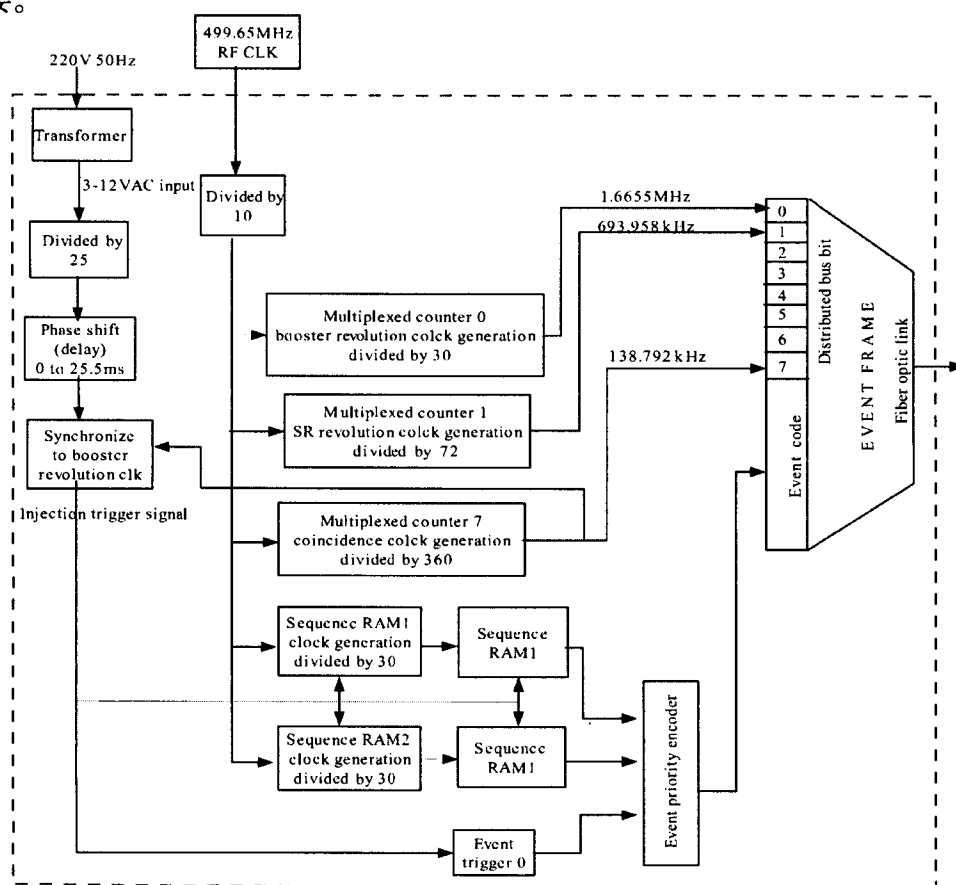 。
499.65MHz
RF CLK
220V 50Hz
Transformer
3-12VAC input
Divided by
10
Divided by
25
Phase shift
(delay)
0 to 25.5ms
Synchronize
to booster
revolution clk
Injection trigger signal
1.6655MHz
693.958kHz
138.792kHz
Multiplexed counter 0
booster revolution colck generation
divided by 30
Multiplexed counter 1
SR revolution colck generation
divided by 72
Multiplexed counter 7
coincidence colck generation
divided by 360
Sequence RAM1
clock generation
divided by 30
Sequence
RAM1
Sequence RAM2
clock generation
divided by 30
Sequence
RAM1
Event
trigger 0
Event priority encoder
0
1
2
3
4
5
6
7
Event code
Distributed bus bit
EVENT FRAME
Fiber optic link